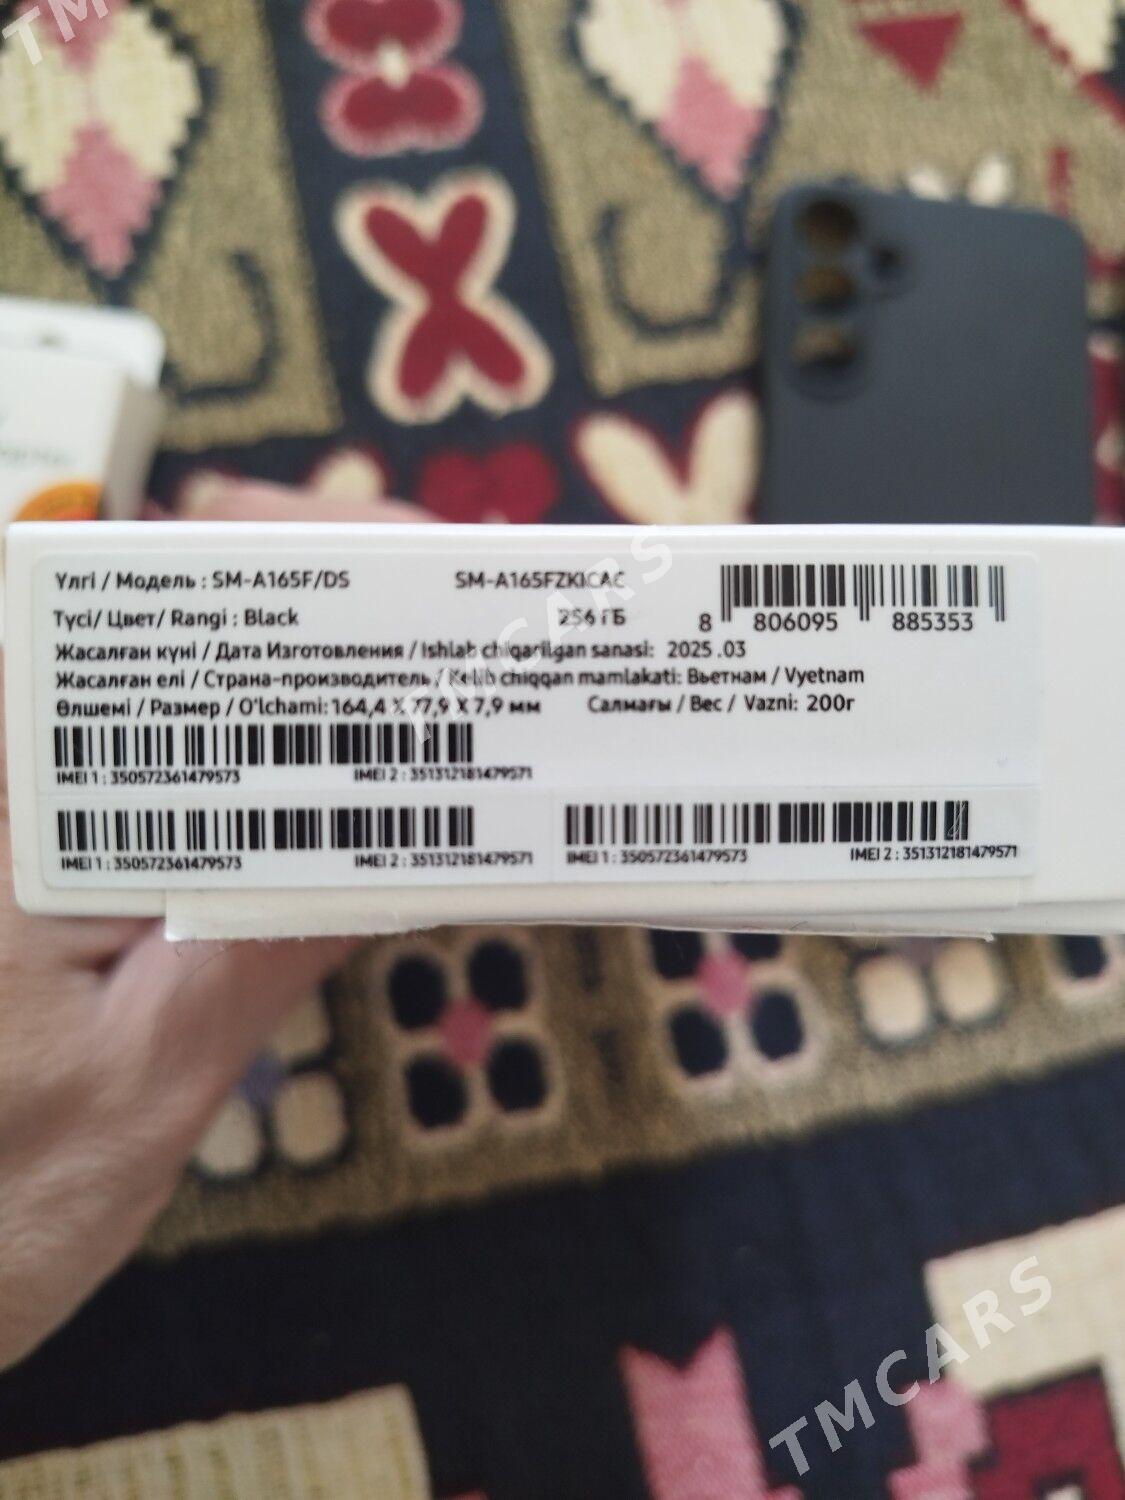 TM
Үлгі / Модель : SM-A165F/DS SM-A165FZKICAC
Түсі/ Цвет/ Rangi : Black 256 ГБ
8 806095 885353
Жасалған күні / Дата Изготовления / Ishlab chiqarilgan sanasi: 2025 .03
Жасалған елі / Страна-производитель / Kelib chiqqan mamlakati: Вьетнам / Vyetnam
Өлшемі / Размер / O'lchami: 164,4 X 77,9 X 7,9 мм Салмағы / Вес / Vazni: 200г
IMEI 1 : 350572361479573 IMEI 2 : 351312181479571
IMEI 1 : 350572361479573 IMEI 2 : 351312181479571 IMEI 1 : 350572361479573 IMEI 2 : 351312181479571
TMCARS
TMCARS